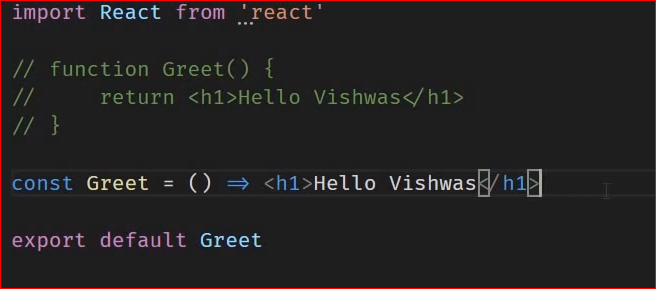 import React from 'react'
// function Greet() {
//     return <h1>Hello Vishwas</h1>
// }
const Greet = () => <h1>Hello Vishwas</h1>
export default Greet